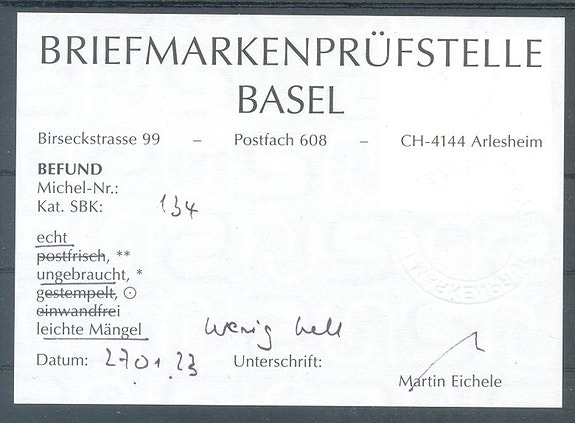 BRIEFMARKENPRÜFSTELLE
BASEL
Birseckstrasse 99 – Postfach 608 – CH-4144 Arlesheim
BEFUND
Michel-Nr.:
Kat. SBK: 134
echt
postfrisch, **
ungebraucht, *
gestempelt, ⊙
einwandfrei
leichte Mängel wenig hell
Datum: 27 01 23 Unterschrift:
Martin Eichele